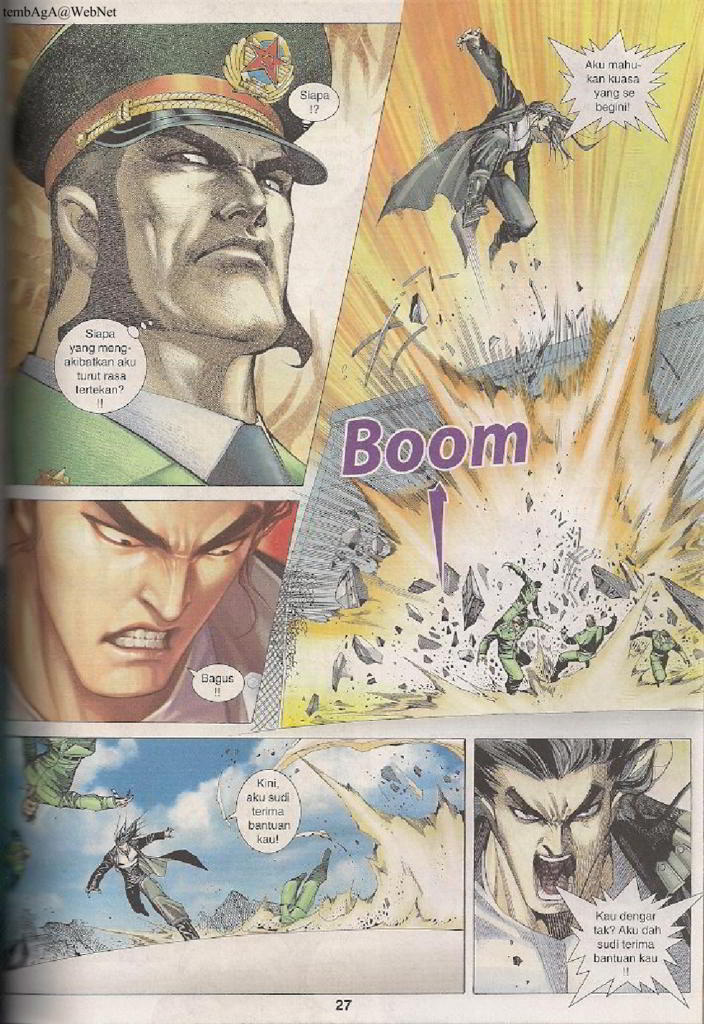 tembAgA@WebNet
Siapa
!?
Siapa
yang meng-
akibatkan aku
turut rasa
tertekan?
!!
Aku mahu-
kan kuasa
yang se
begini!
Boom
Bagus
!!
Kini,
aku sudi
terima
bantuan
kau!
Kau dengar
tak? Aku dah
sudi terima
bantuan kau
!!
27